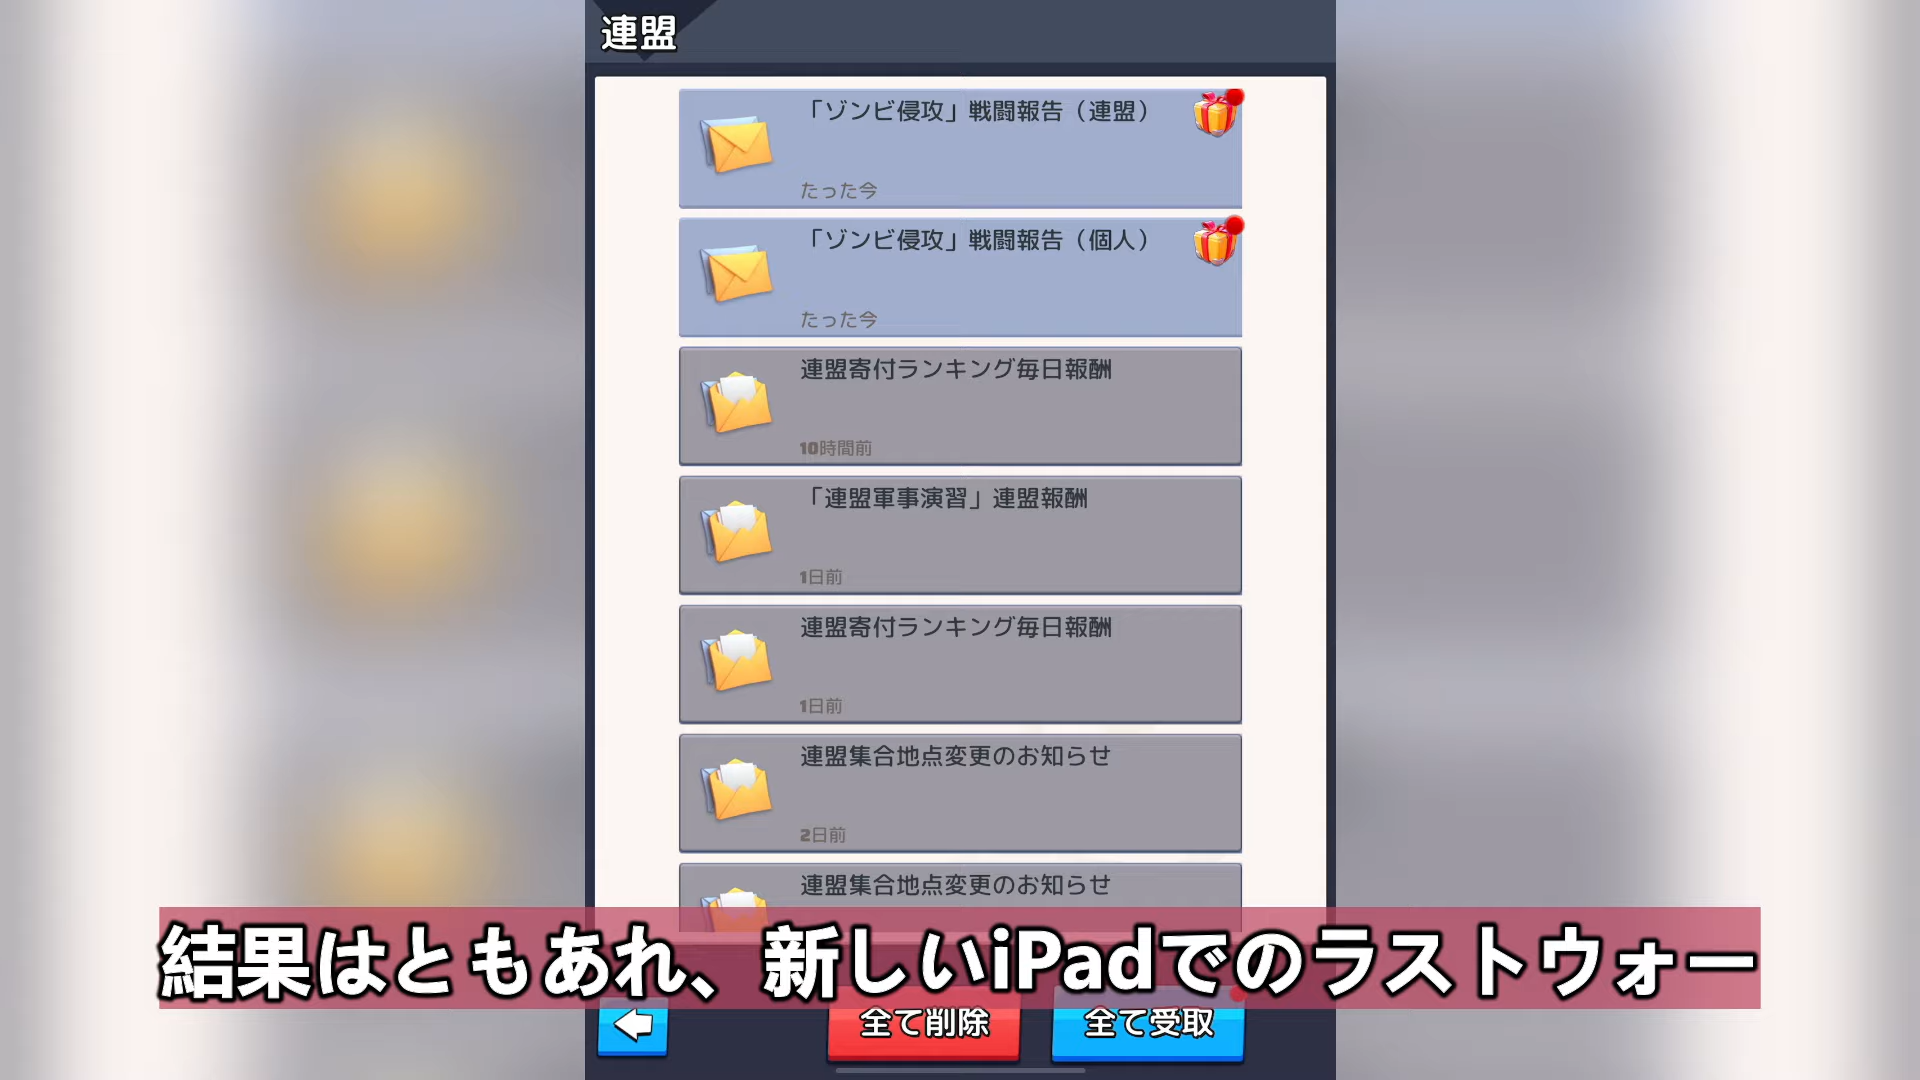 連盟
「ゾンビ侵攻」戦闘報告（連盟）
たった今
「ゾンビ侵攻」戦闘報告（個人）
たった今
連盟寄付ランキング毎日報酬
10時間前
「連盟軍事演習」連盟報酬
1日前
連盟寄付ランキング毎日報酬
1日前
連盟集合地点変更のお知らせ
2日前
連盟集合地点変更のお知らせ
結果はともあれ、新しいiPadでのラストウォー
全て削除
全て受取